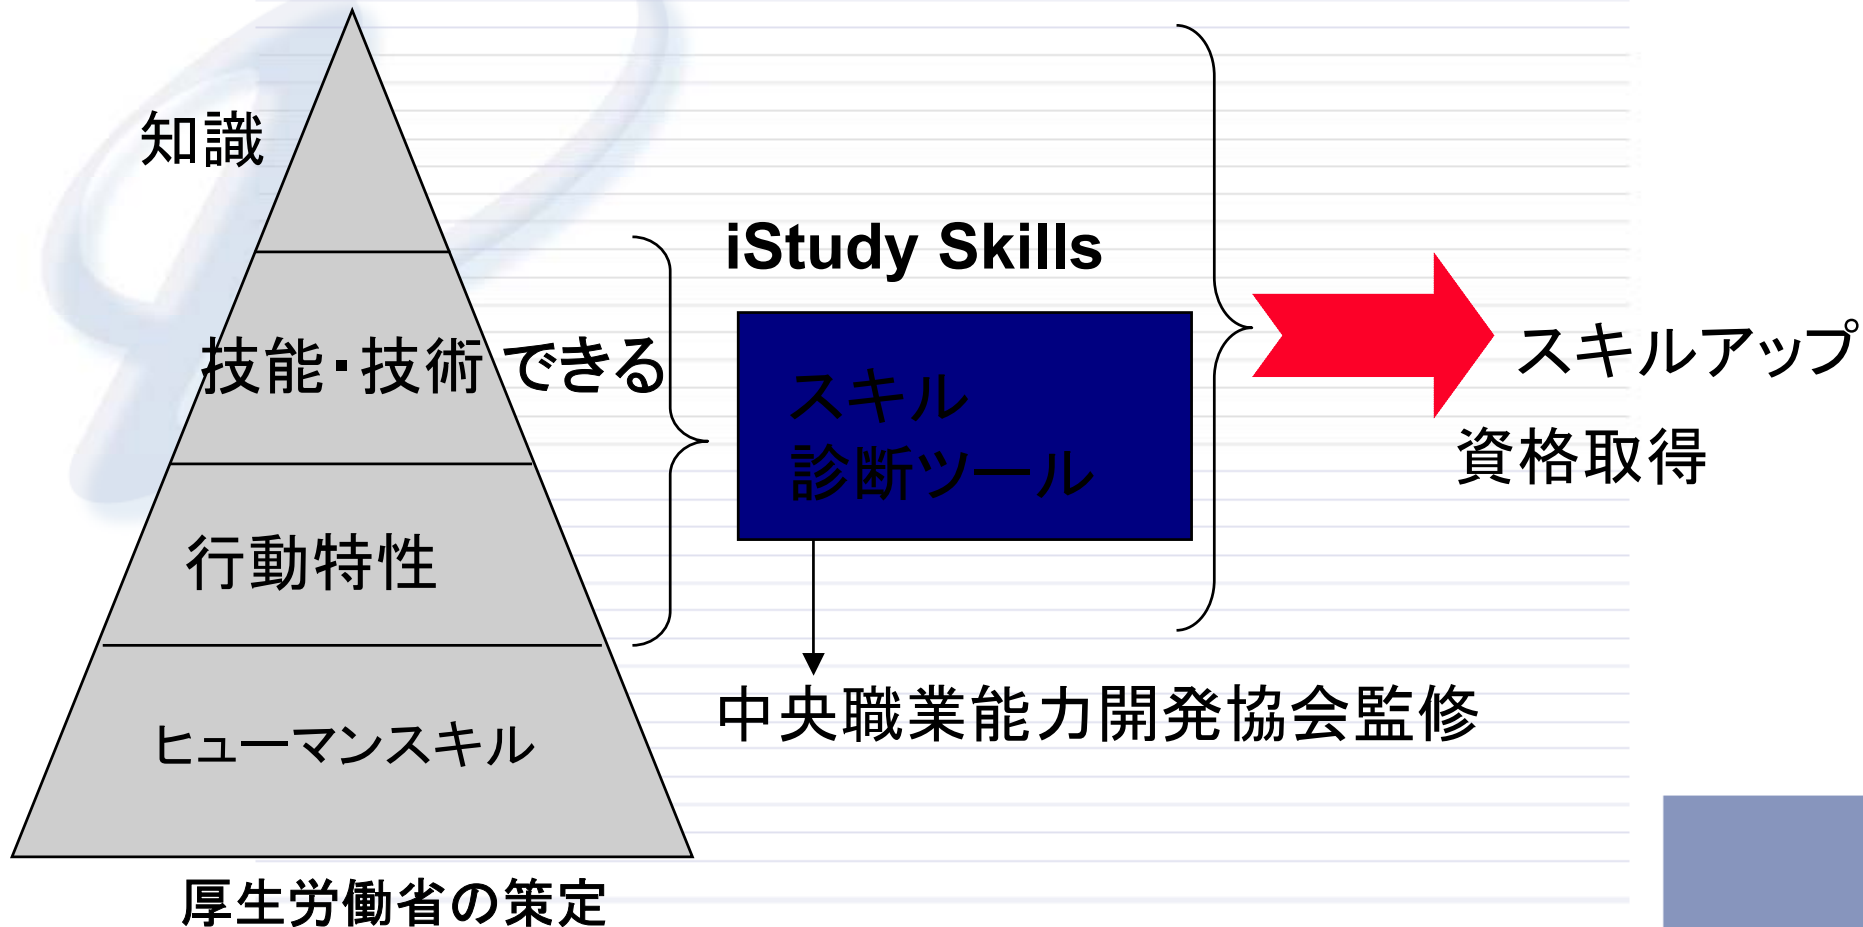 知識
技能・技術 できる
行動特性
ヒューマンスキル
厚生労働省の策定
iStudy Skills
スキル
診断ツール
中央職業能力開発協会監修
スキルアップ
資格取得